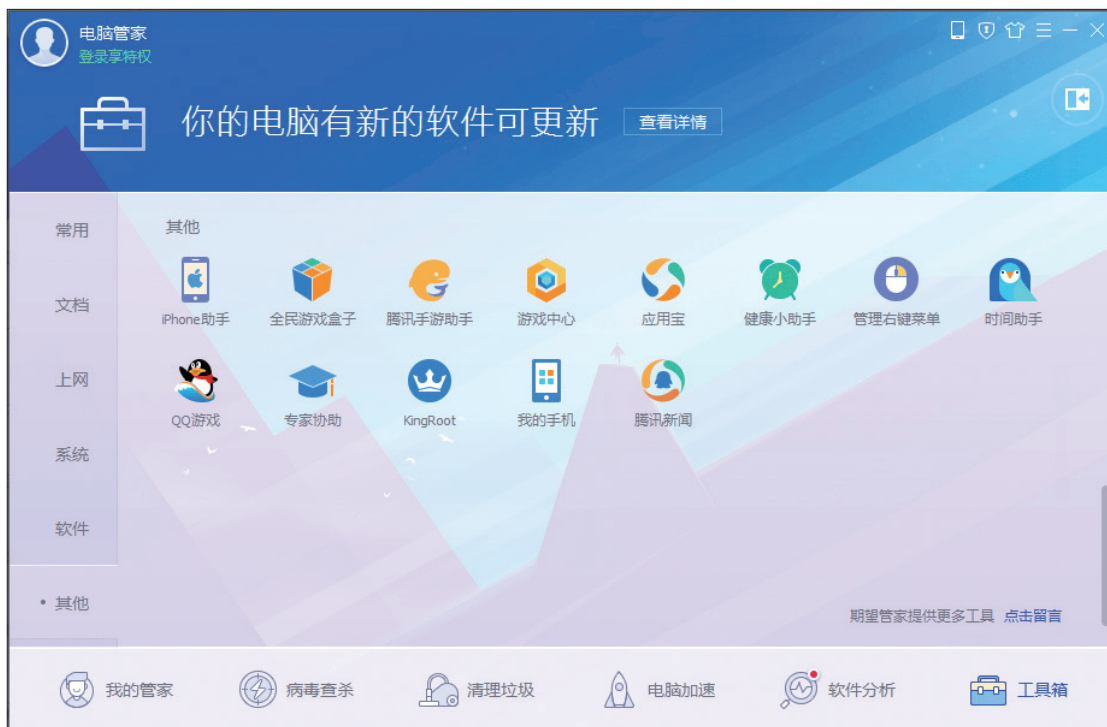 电脑管家
登录享特权
你的电脑有新的软件可更新
查看详情
常用
文档
上网
系统
软件
其他
其他
iPhone助手
全民游戏盒子
腾讯手游助手
游戏中心
应用宝
健康小助手
管理右键菜单
时间助手
QQ游戏
专家协助
KingRoot
我的手机
腾讯新闻
期望管家提供更多工具 点击留言
我的管家
病毒查杀
清理垃圾
电脑加速
软件分析
工具箱